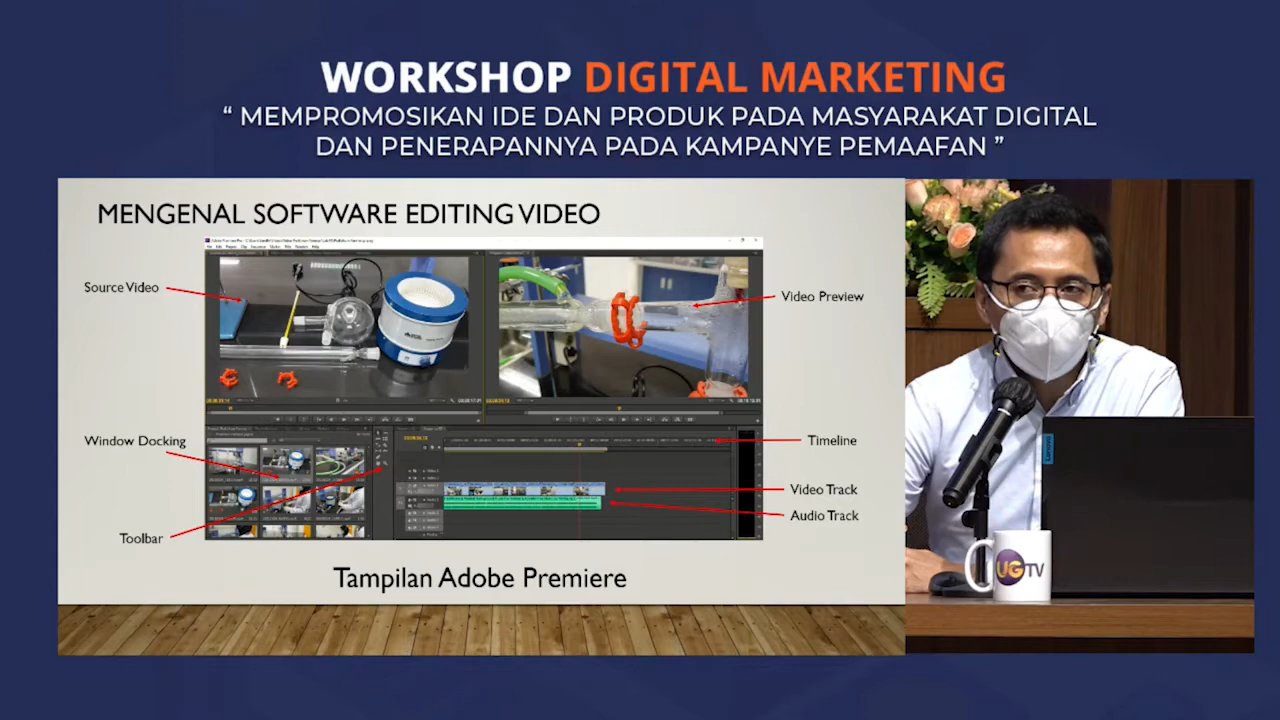 WORKSHOP DIGITAL MARKETING
“ MEMPROMOSIKAN IDE DAN PRODUK PADA MASYARAKAT DIGITAL
DAN PENERAPANNYA PADA KAMPANYE PEMAAFAN ”
MENGENAL SOFTWARE EDITING VIDEO
Source Video
Video Preview
Window Docking
Timeline
Video Track
Audio Track
Toolbar
Tampilan Adobe Premiere
Lenovo
UGTV